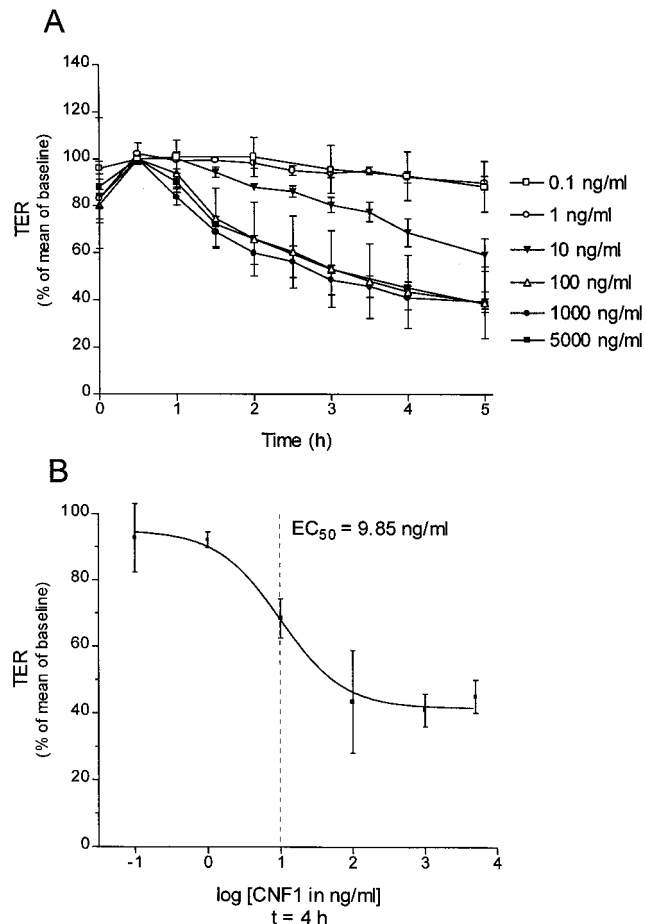 A
140
120
100
80
60
40
20
0
TER
(% of mean of baseline)
0
1
2
3
4
5
Time (h)
0.1 ng/ml
1 ng/ml
10 ng/ml
100 ng/ml
1000 ng/ml
5000 ng/ml
B
100
80
60
40
20
0
TER
(% of mean of baseline)
EC50 = 9.85 ng/ml
-1
0
1
2
3
4
log [CNF1 in ng/ml]
t = 4 h